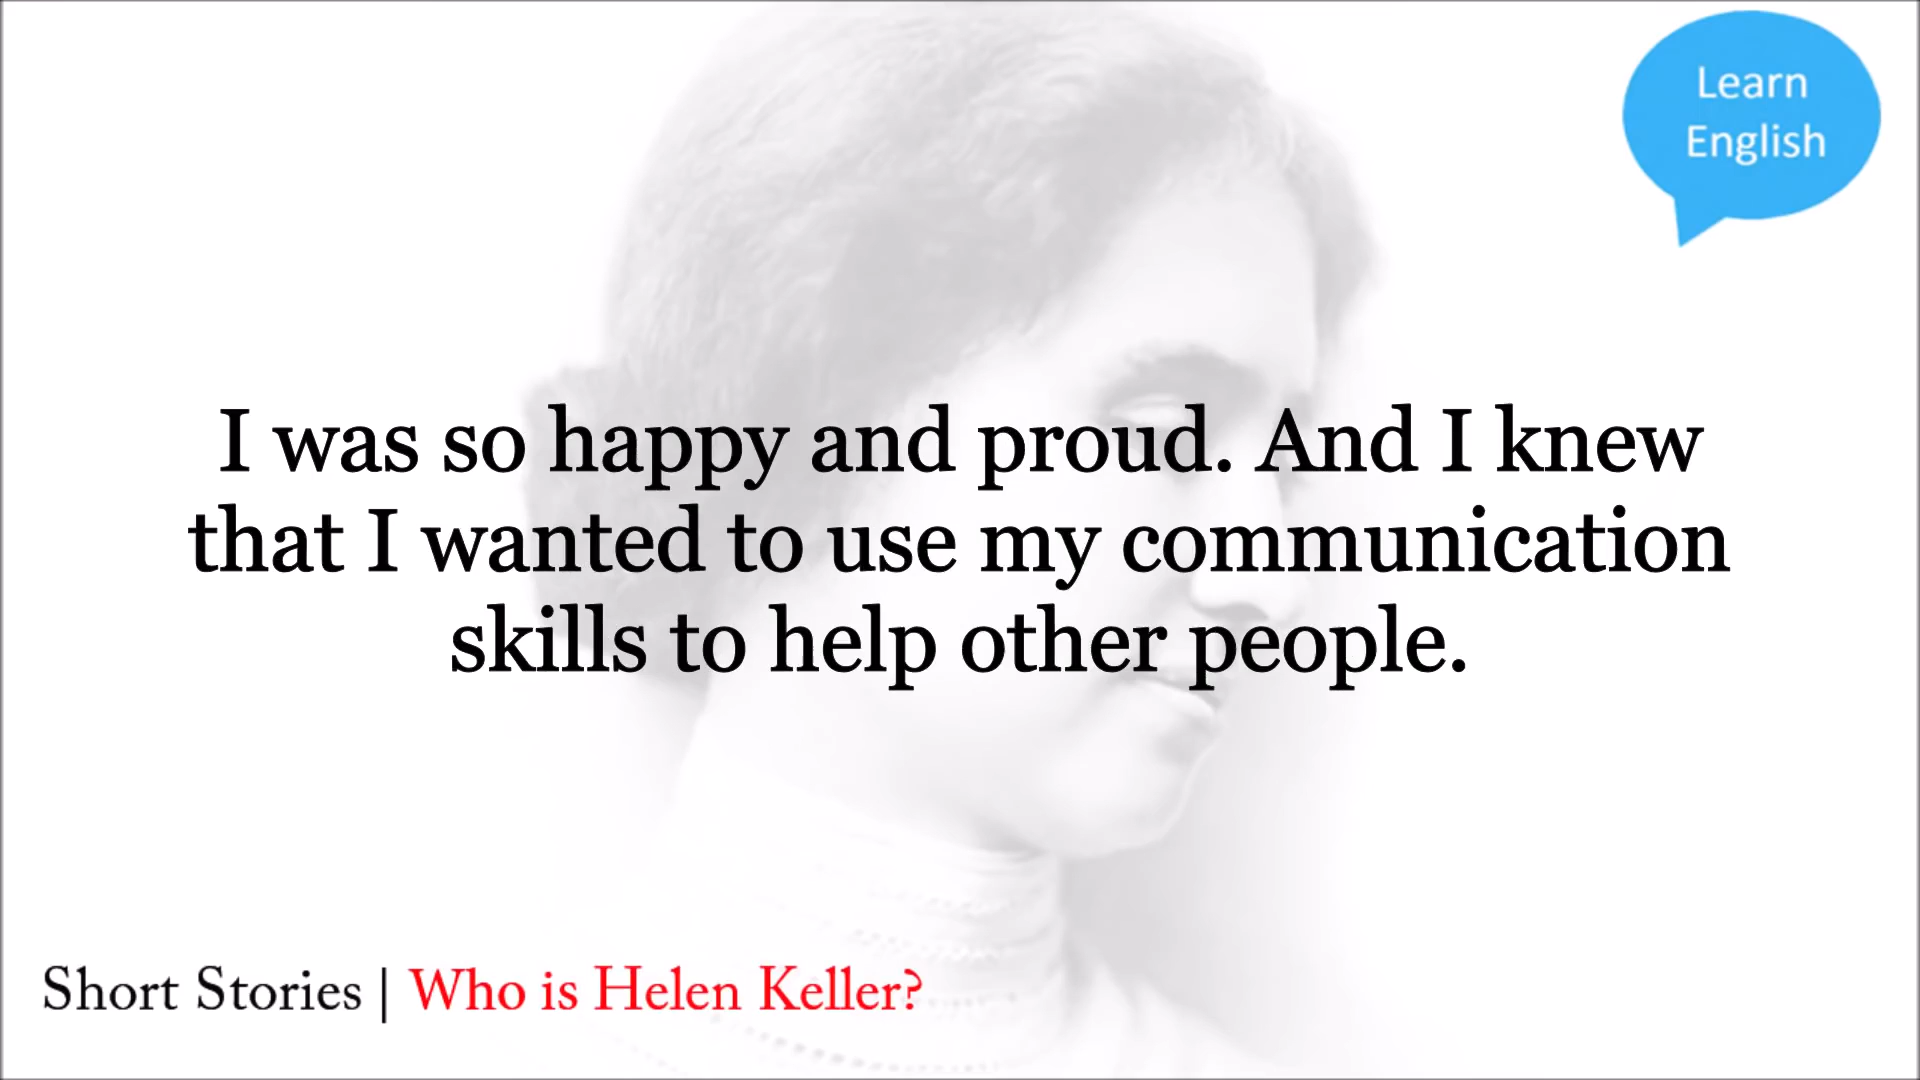 Learn
English
I was so happy and proud. And I knew
that I wanted to use my communication
skills to help other people.
Short Stories | Who is Helen Keller?